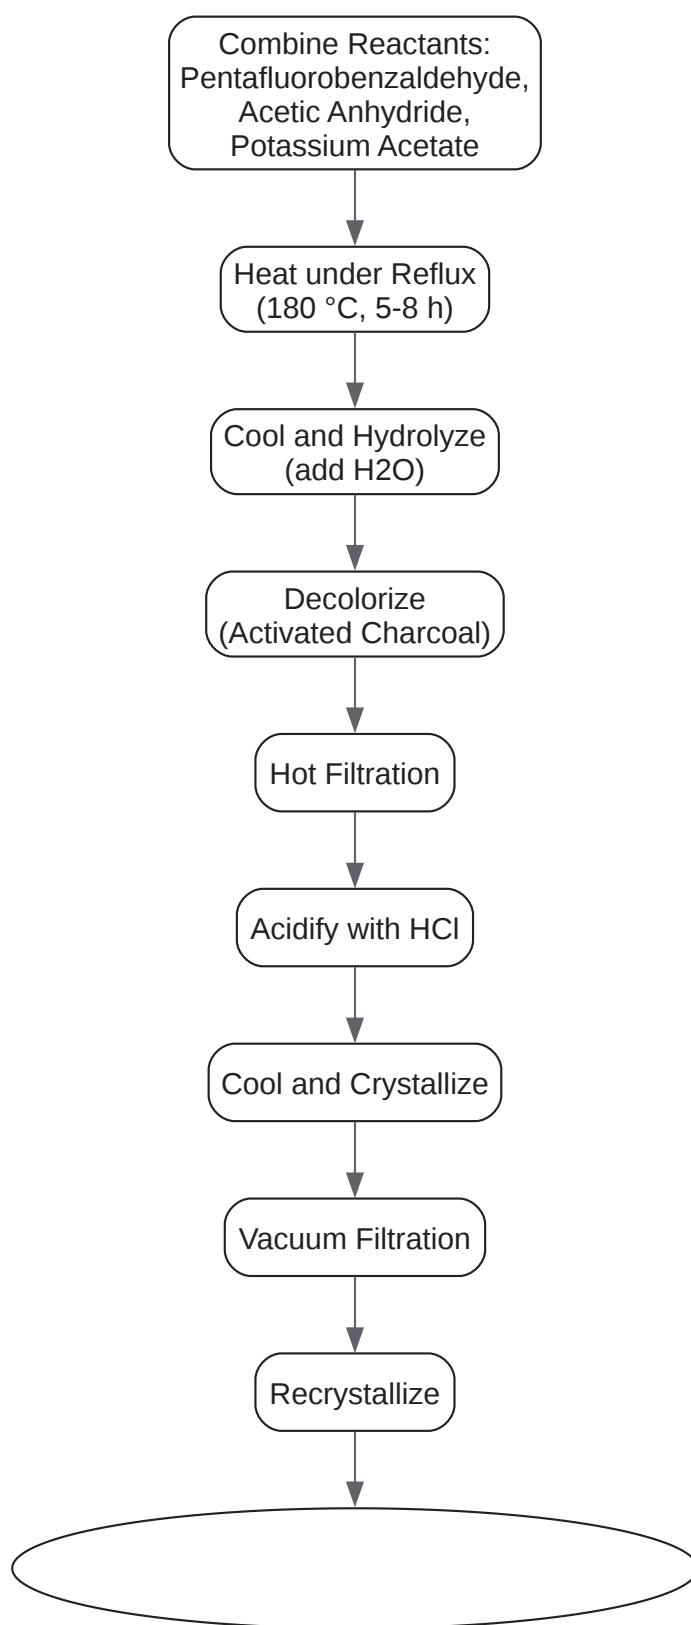 Combine Reactants:
Pentafluorobenzaldehyde,
Acetic Anhydride,
Potassium Acetate
Heat under Reflux
(180 °C, 5-8 h)
Cool and Hydrolyze
(add H2O)
Decolorize
(Activated Charcoal)
Hot Filtration
Acidify with HCl
Cool and Crystallize
Vacuum Filtration
Recrystallize